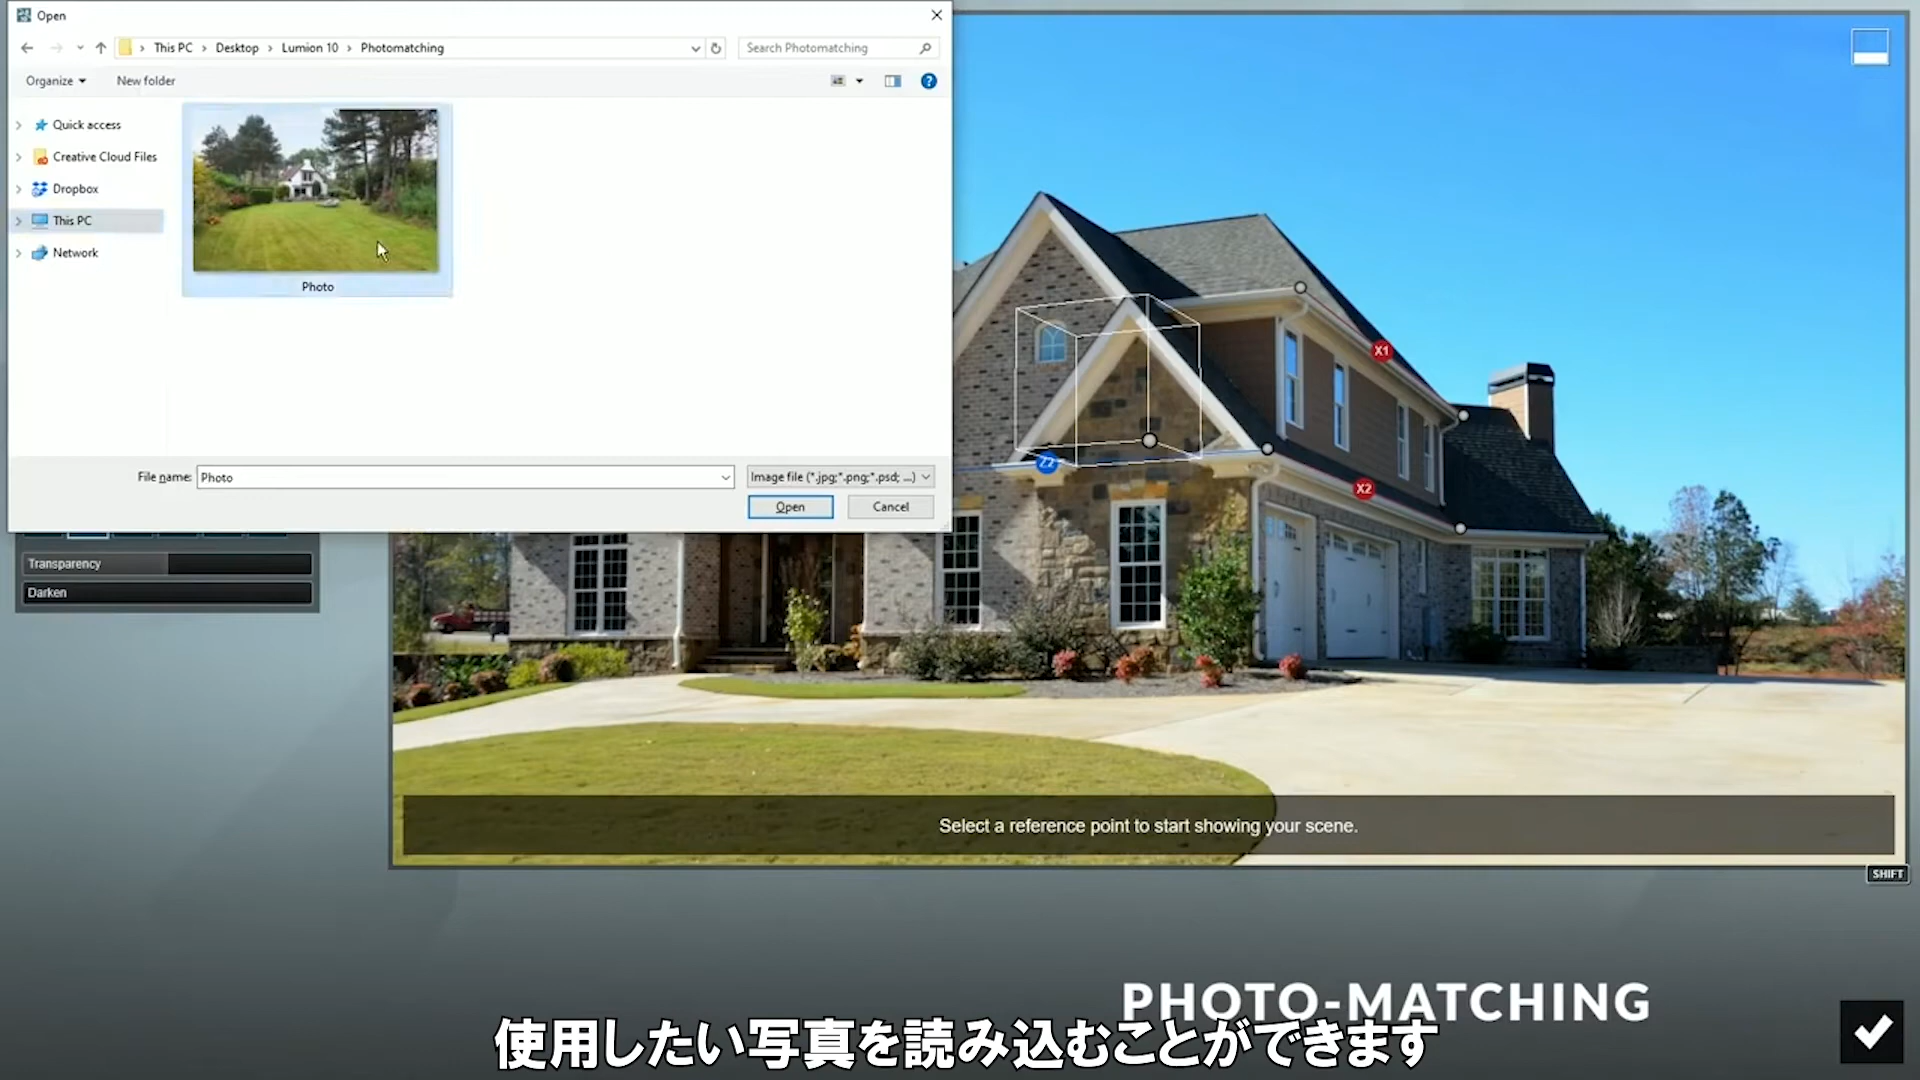 Open
This PC > Desktop > Lumion 10 > Photomatching
Search Photomatching
Organize
New folder
Quick access
Creative Cloud Files
Dropbox
This PC
Network
Photo
File name: Photo
Image file (*.jpg;*.png;*.psd; ...)
Open
Cancel
Transparency
Darken
X1
X2
Z2
Select a reference point to start showing your scene.
SHIFT
PHOTO-MATCHING
使用したい写真を読み込むことができます